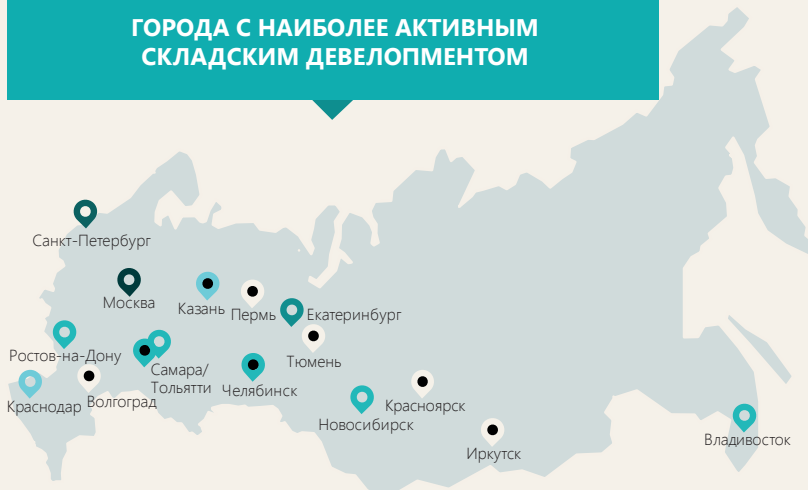 ГОРОДА С НАИБОЛЕЕ АКТИВНЫМ
СКЛАДСКИМ ДЕВЕЛОПМЕНТОМ
Санкт-Петербург
Москва
Казань
Пермь
Екатеринбург
Ростов-на-Дону
Самара/
Тольятти
Тюмень
Челябинск
Краснодар
Волгоград
Новосибирск
Красноярск
Иркутск
Владивосток